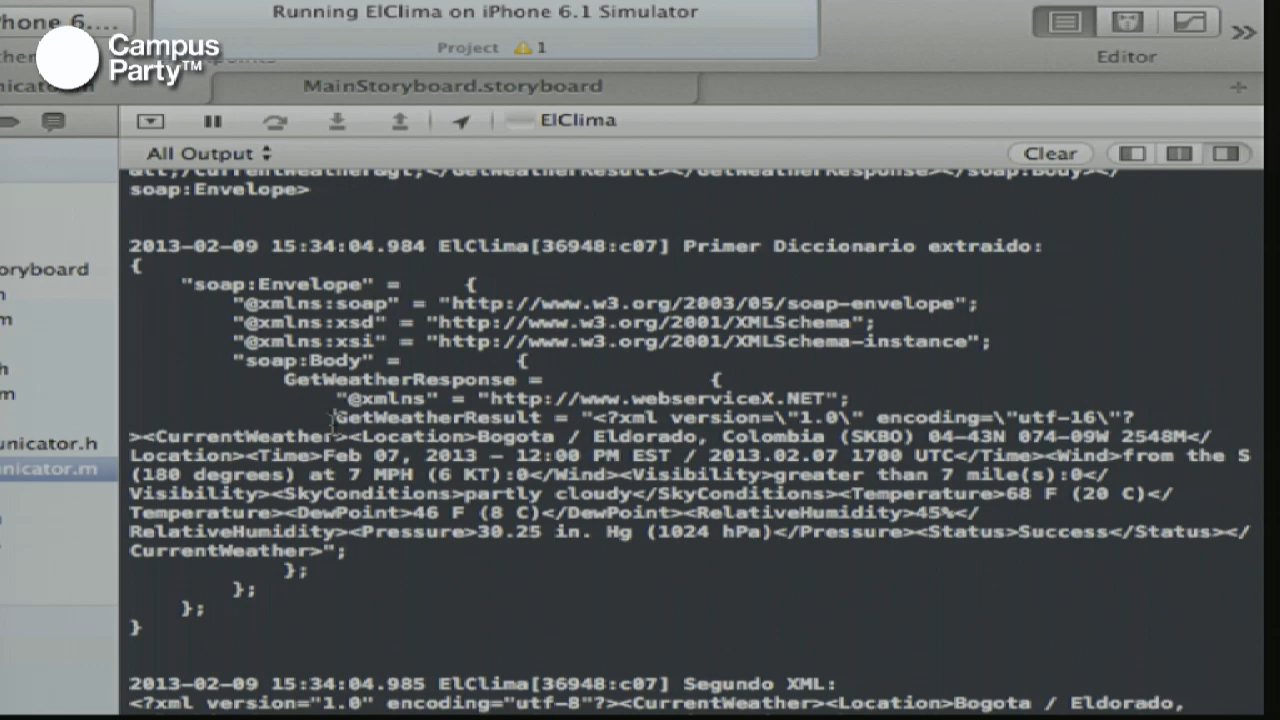 Running ElClima on iPhone 6.1 Simulator
Project 1
Campus
Party™
Editor
MainStoryboard.storyboard
ElClima
All Output
Clear
soap:Envelope>
2013-02-09 15:34:04.984 ElClima[36948:c07] Primer Diccionario extraido:
{
"soap:Envelope" = {
"@xmlns:soap" = "http://www.w3.org/2003/05/soap-envelope";
"@xmlns:xsd" = "http://www.w3.org/2001/XMLSchema";
"@xmlns:xsi" = "http://www.w3.org/2001/XMLSchema-instance";
"soap:Body" = {
GetWeatherResponse = {
"@xmlns" = "http://www.webserviceX.NET";
GetWeatherResult = "<?xml version=\"1.0\" encoding=\"utf-16\"?
><CurrentWeather><Location>Bogota / Eldorado, Colombia (SKBO) 04-43N 074-09W 2548M</
Location><Time>Feb 07, 2013 - 12:00 PM EST / 2013.02.07 1700 UTC</Time><Wind>from the S
(180 degrees) at 7 MPH (6 KT):0</Wind><Visibility>greater than 7 mile(s):0</
Visibility><SkyConditions>partly cloudy</SkyConditions><Temperature>68 F (20 C)</
Temperature><DewPoint>46 F (8 C)</DewPoint><RelativeHumidity>45%</
RelativeHumidity><Pressure>30.25 in. Hg (1024 hPa)</Pressure><Status>Success</Status></
CurrentWeather>";
};
};
};
}
2013-02-09 15:34:04.985 ElClima[36948:c07] Segundo XML:
<?xml version="1.0" encoding="utf-8"?><CurrentWeather><Location>Bogota / Eldorado,